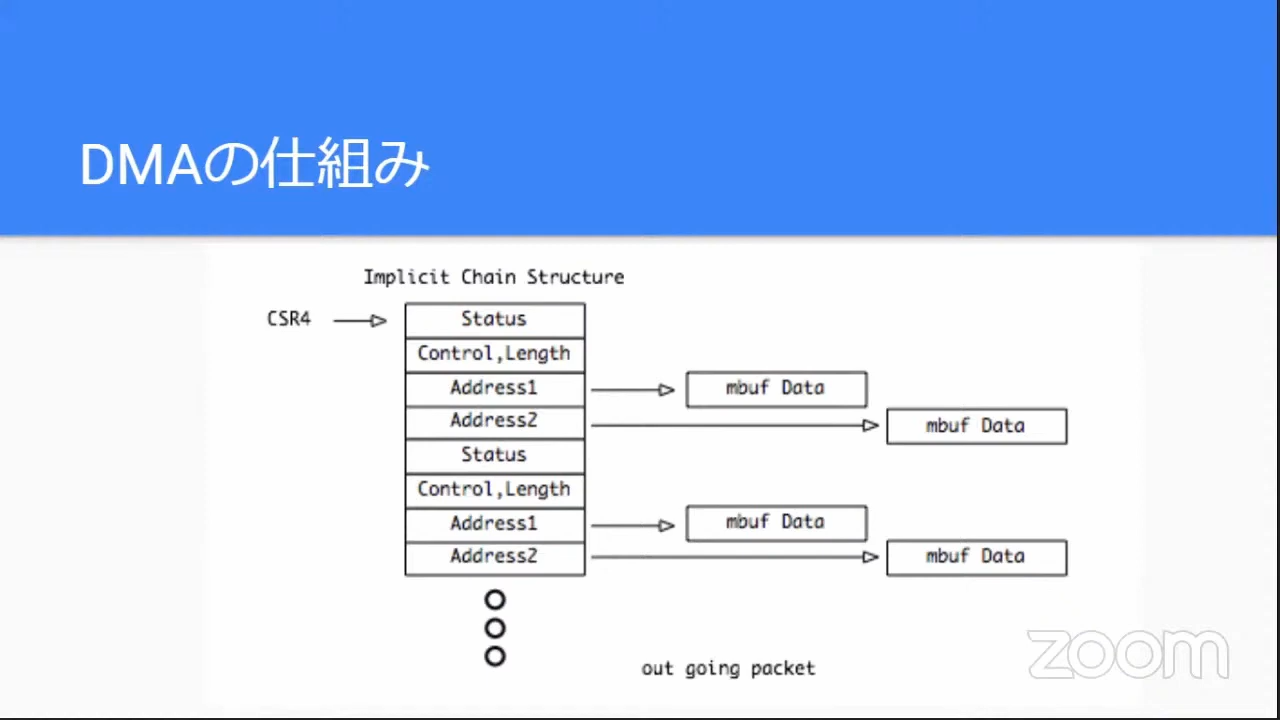 DMAの仕組み
Implicit Chain Structure
CSR4
Status
Control,Length
Address1
mbuf Data
Address2
mbuf Data
Status
Control,Length
Address1
mbuf Data
Address2
mbuf Data
out going packet
zoom